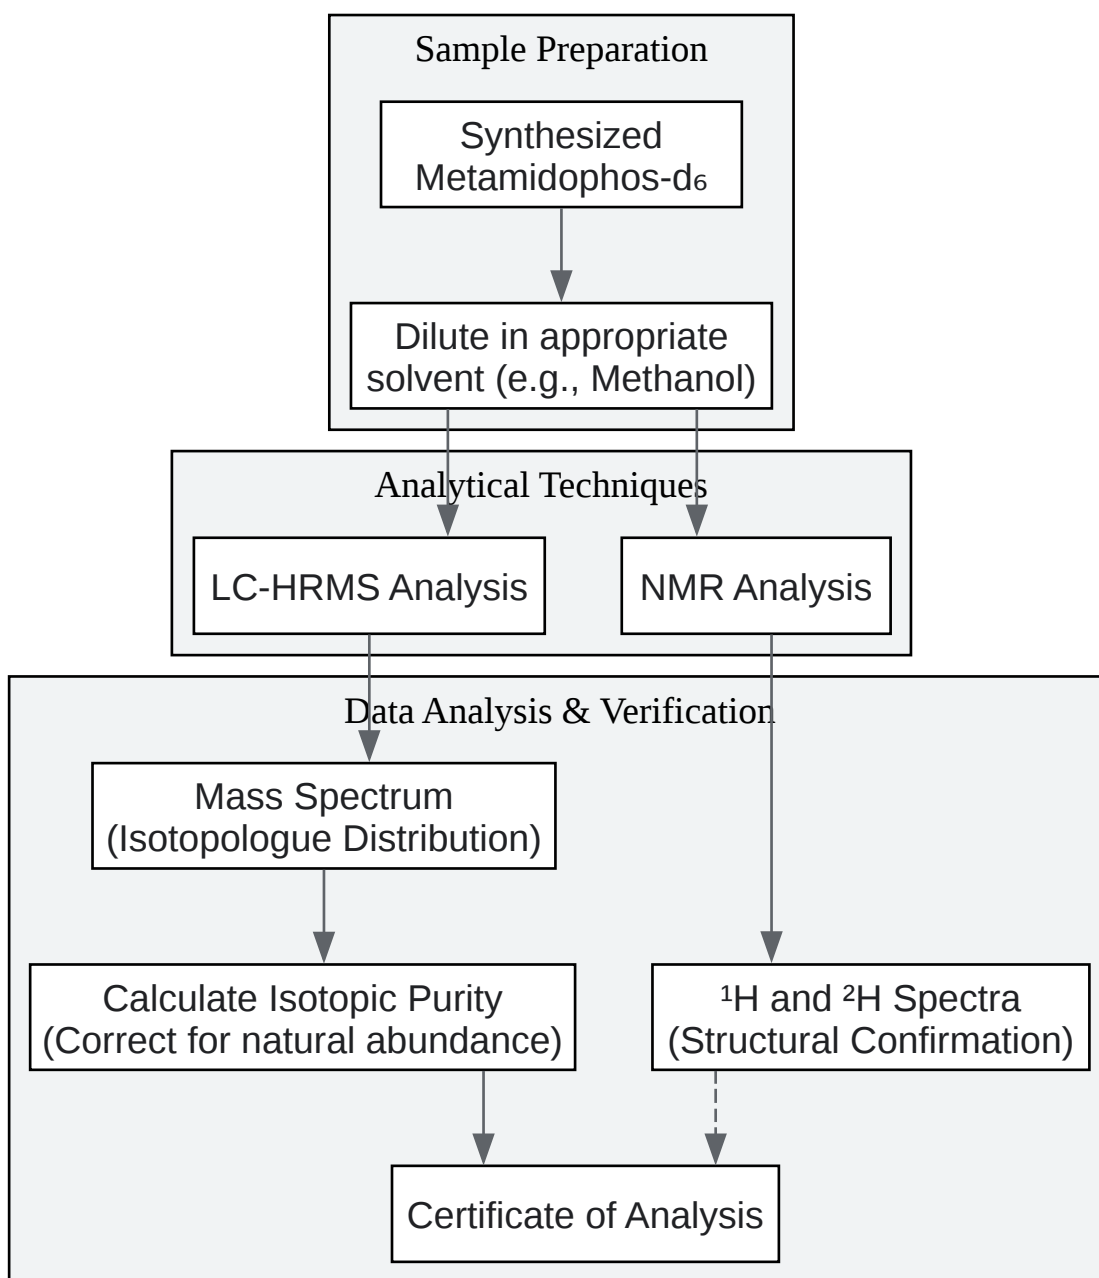 Sample Preparation
Synthesized
Metamidophos-d₆
Dilute in appropriate
solvent (e.g., Methanol)
Analytical Techniques
LC-HRMS Analysis
NMR Analysis
Data Analysis & Verification
Mass Spectrum
(Isotopologue Distribution)
Calculate Isotopic Purity
(Correct for natural abundance)
¹H and ²H Spectra
(Structural Confirmation)
Certificate of Analysis